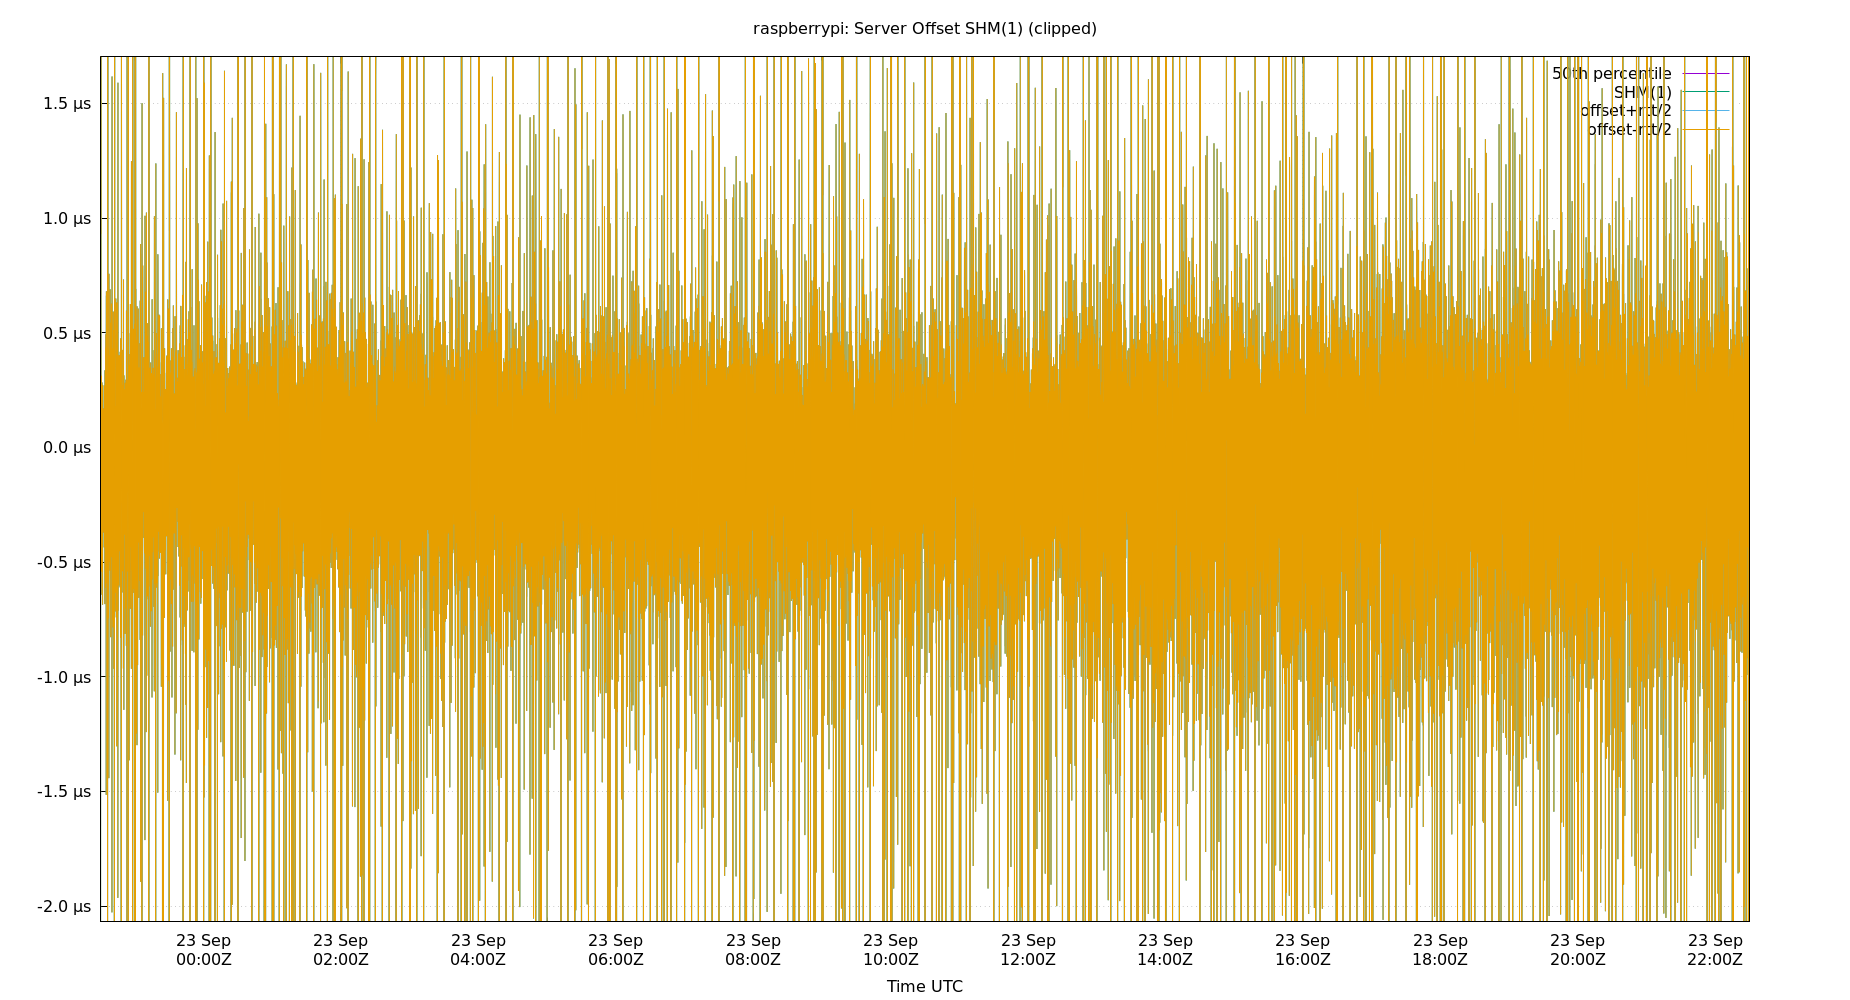 raspberrypi: Server Offset SHM(1) (clipped)
50th percentile
SHM(1)
offset+rtt/2
offset-rtt/2
1.5 µs
1.0 µs
0.5 µs
0.0 µs
-0.5 µs
-1.0 µs
-1.5 µs
-2.0 µs
23 Sep 23 Sep 23 Sep 23 Sep 23 Sep 23 Sep 23 Sep 23 Sep 23 Sep 23 Sep 23 Sep 23 Sep
00:00Z 02:00Z 04:00Z 06:00Z 08:00Z 10:00Z 12:00Z 14:00Z 16:00Z 18:00Z 20:00Z 22:00Z
Time UTC